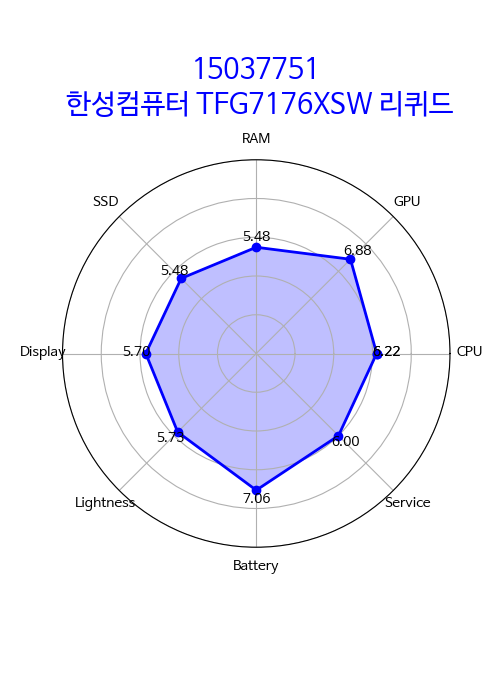 15037751
한성컴퓨터 TFG7176XSW 리퀴드
RAM
SSD
GPU
5.48
6.88
5.48
Display
5.70
6.22
CPU
5.73
6.00
Lightness
7.06
Service
Battery